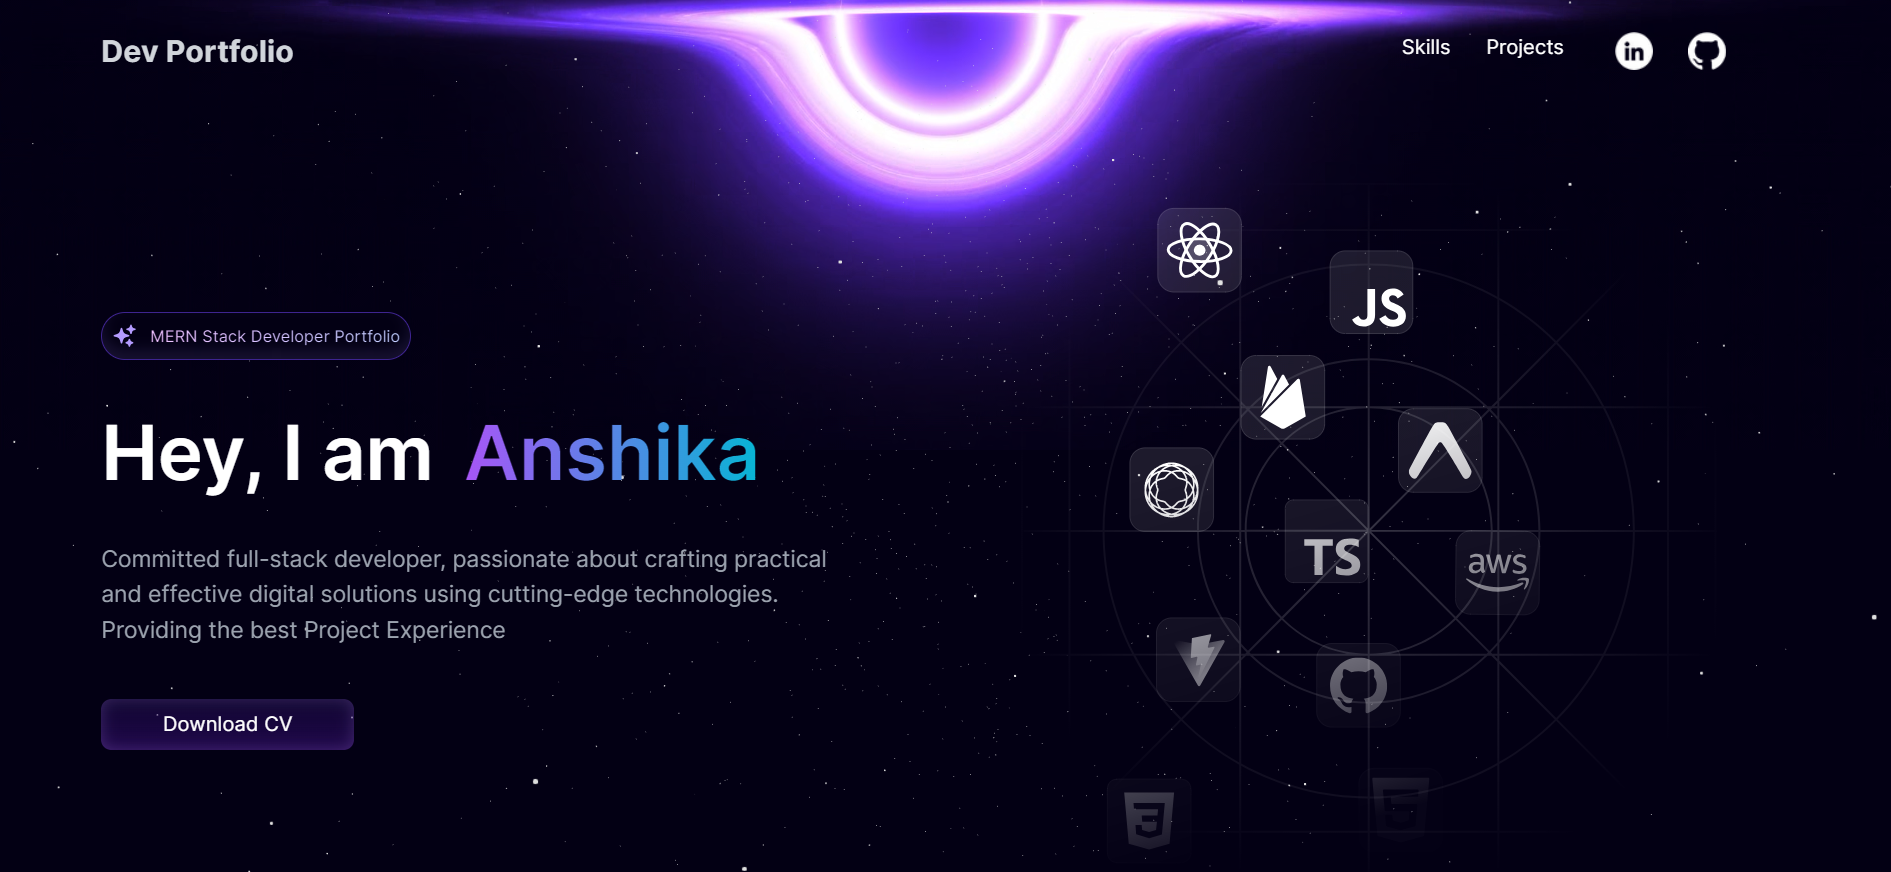 Dev Portfolio
Skills
Projects
in
MERN Stack Developer Portfolio
Hey, I am Anshika
Committed full-stack developer, passionate about crafting practical
and effective digital solutions using cutting-edge technologies.
Providing the best Project Experience
Download CV
JS
TS
aws